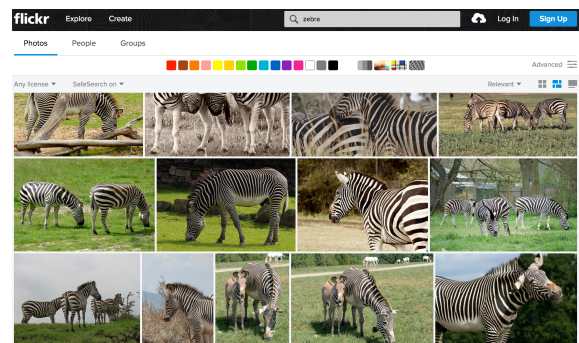 flickr Explore Create zebra Log In Sign Up
Photos People Groups
Advanced
Any license SafeSearch on Relevant